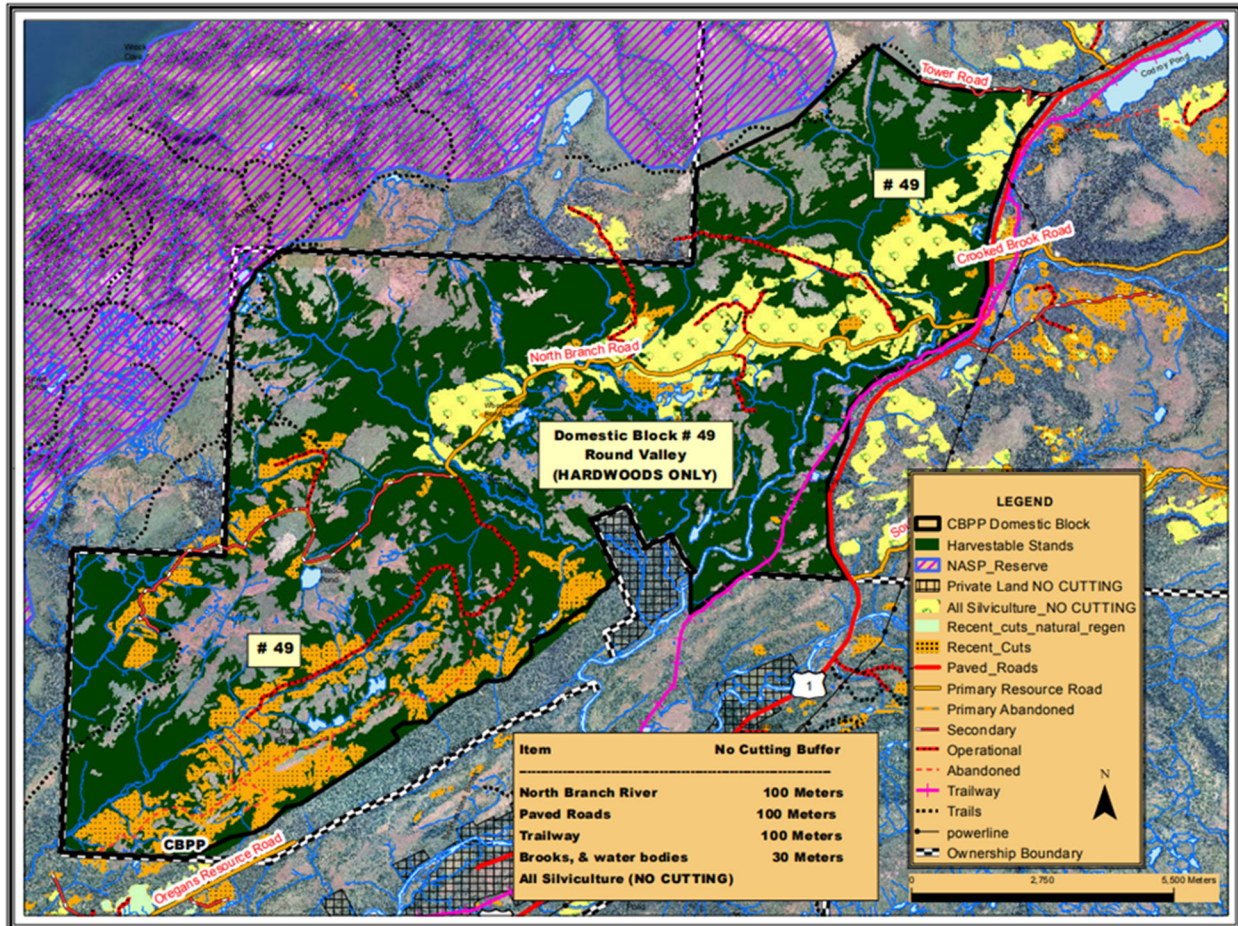 Tower Road
# 49
Crooked Brook Road
North Branch Road
Domestic Block # 49
Round Valley
(HARDWOODS ONLY)
# 49
1
CBPP
Oregans Resource Road
LEGEND
CBPP Domestic Block
Harvestable Stands
NASP_Reserve
Private Land NO CUTTING
All Silviculture_NO CUTTING
Recent_cuts_natural_regen
Recent_Cuts
Paved_Roads
Primary Resource Road
Primary Abandoned
Secondary
Operational
Abandoned
Trailway
Trails
powerline
Ownership Boundary
N
0 2,750 5,500 Meters
Item No Cutting Buffer
North Branch River 100 Meters
Paved Roads 100 Meters
Trailway 100 Meters
Brooks, & water bodies 30 Meters
All Silviculture (NO CUTTING)